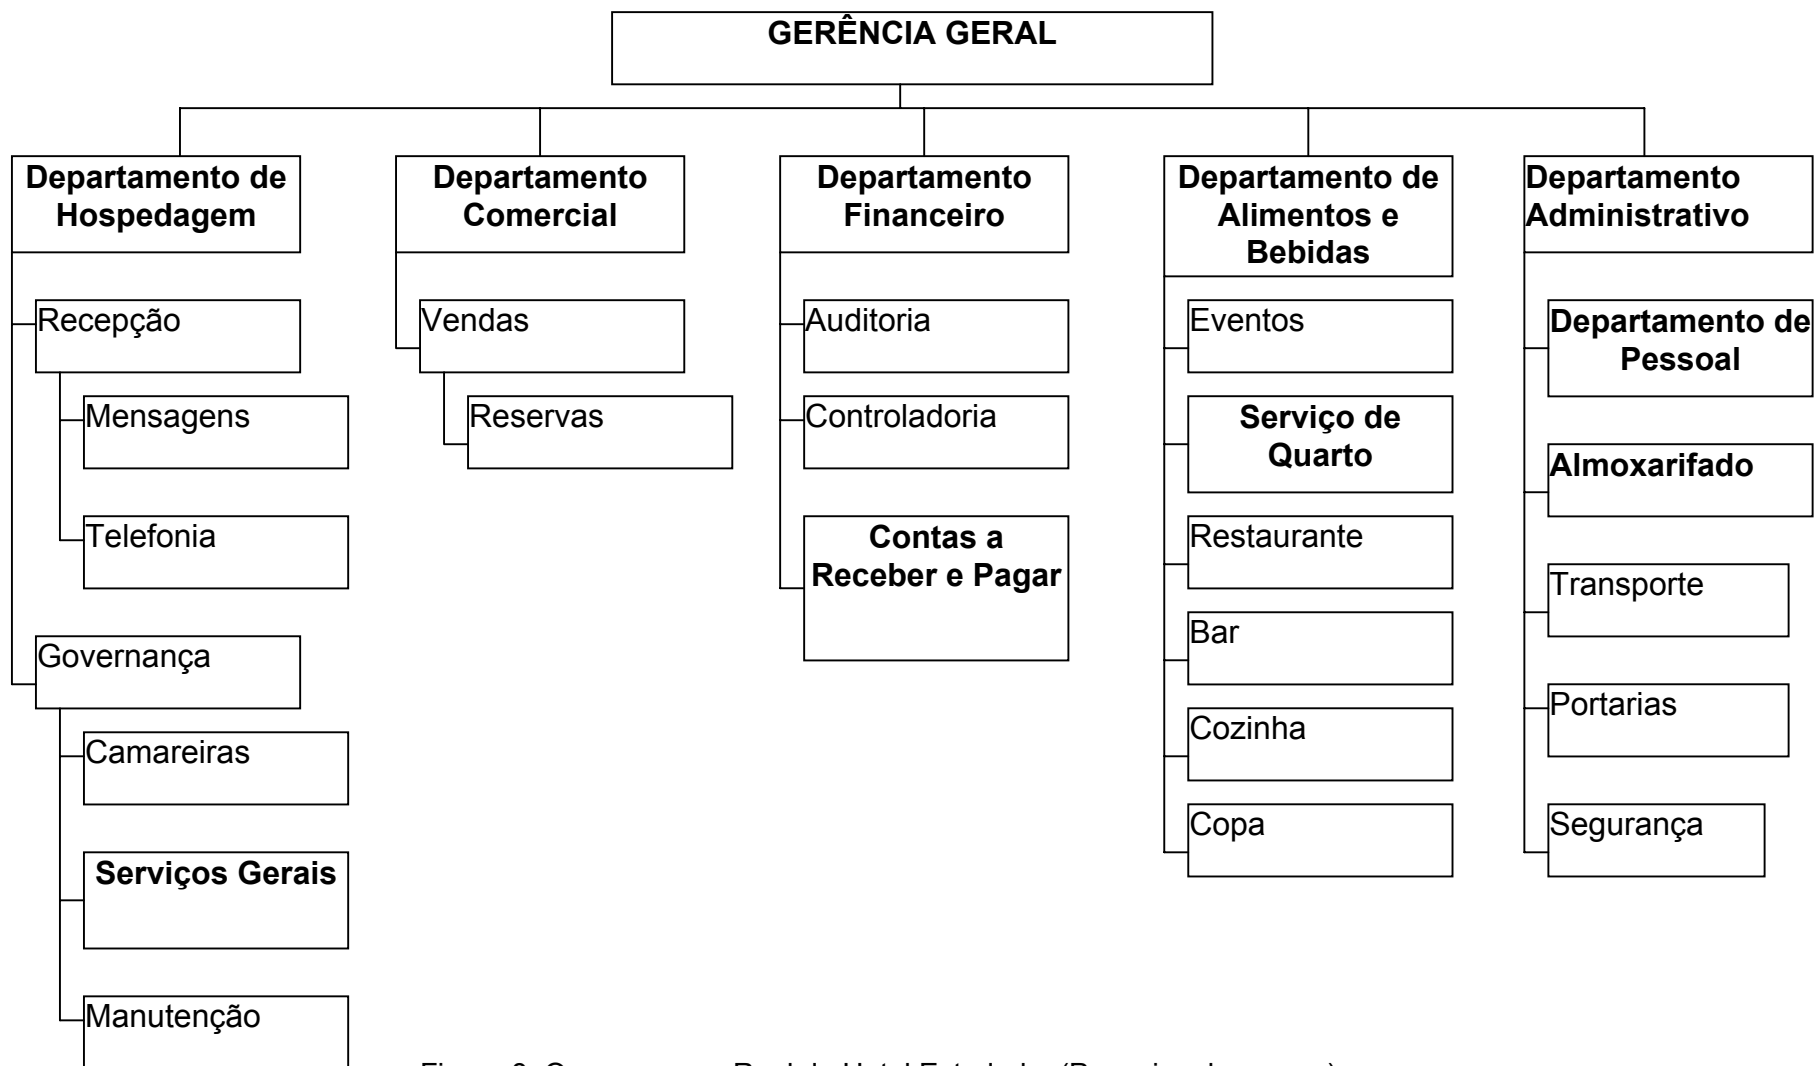 GERÊNCIA GERAL
Departamento de
Hospedagem
Recepção
Mensagens
Telefonia
Governança
Camareiras
Serviços Gerais
Manutenção
Departamento
Comercial
Vendas
Reservas
Departamento
Financeiro
Auditoria
Controladoria
Contas a
Receber e Pagar
Departamento de
Alimentos e
Bebidas
Eventos
Serviço de
Quarto
Restaurante
Bar
Cozinha
Copa
Departamento
Administrativo
Departamento de
Pessoal
Almoxarifado
Transporte
Portarias
Segurança